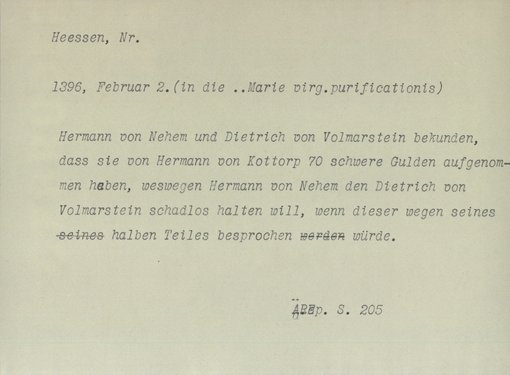 Heessen, Nr.
1396, Februar 2.(in die ..Marie virg.purificationis)
Hermann von Nehem und Dietrich von Volmarstein bekunden,
dass sie von Hermann von Kottorp 70 schwere Gulden aufgenom-
men haben, weswegen Hermann von Nehem den Dietrich von
Volmarstein schadlos halten will, wenn dieser wegen seines
seines halben Teiles besprochen werden würde.
Rep. S. 205